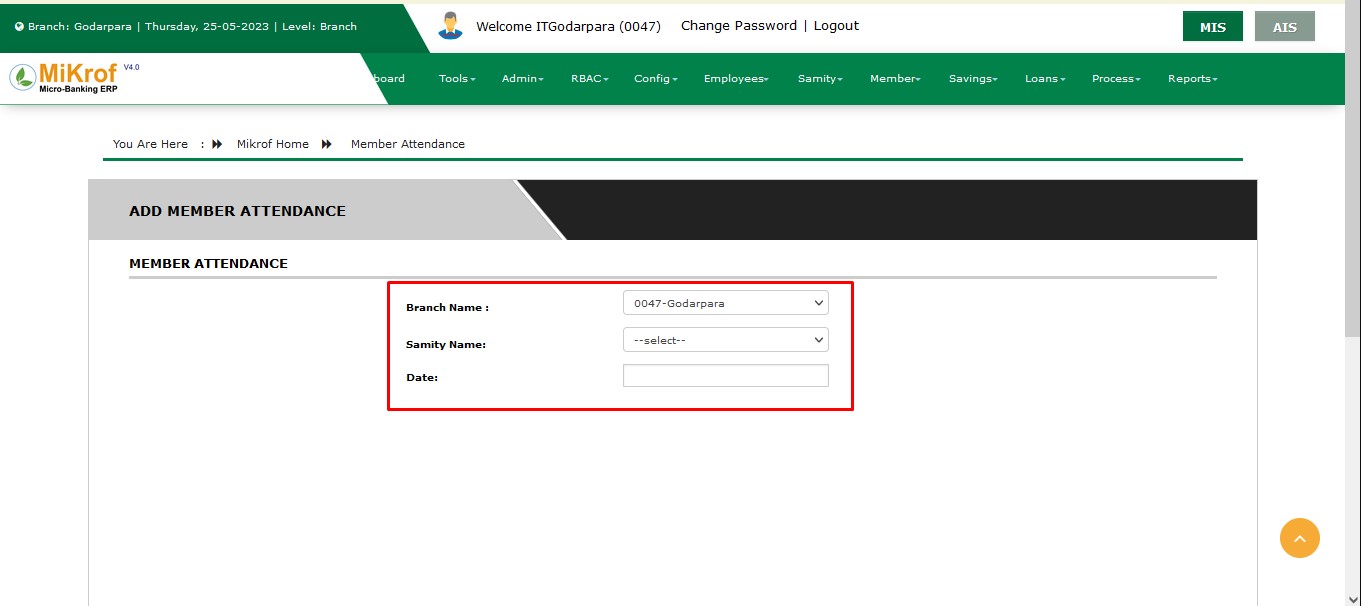 Branch: Godarpara | Thursday, 25-05-2023 | Level: Branch
Welcome ITGodarpara (0047) Change Password | Logout
MIS AIS
MiKrof V4.0
Micro-Banking ERP
board Tools Admin RBAC Config Employees Samity Member Savings Loans Process Reports
You Are Here : Mikrof Home Member Attendance
ADD MEMBER ATTENDANCE
MEMBER ATTENDANCE
Branch Name : 0047-Godarpara
Samity Name: --select--
Date: